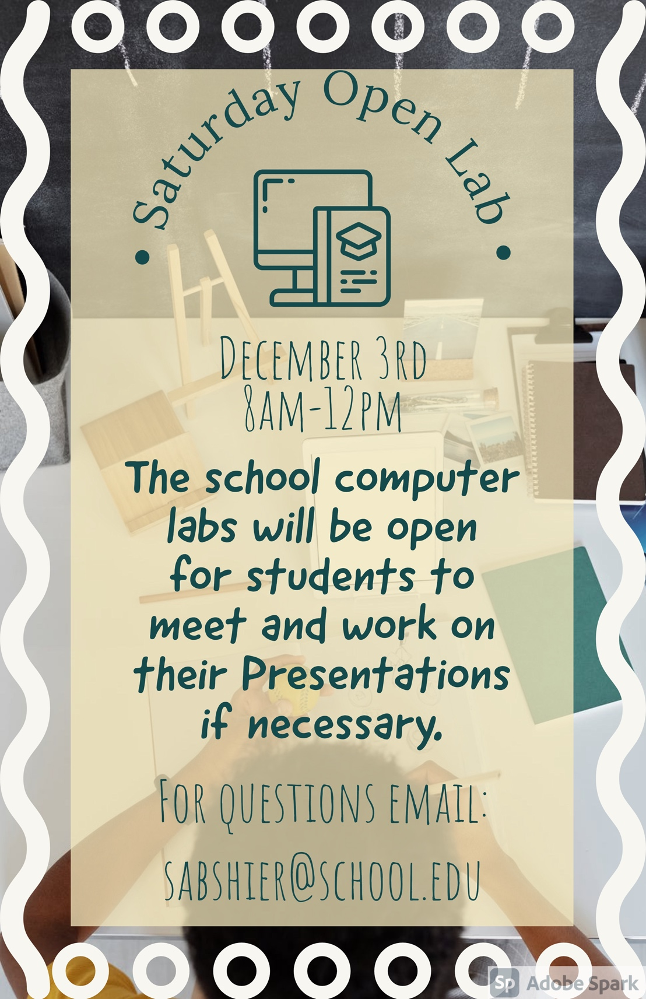 Saturday Open Lab
December 3rd
8am-12pm
The school computer
labs will be open
for students to
meet and work on
their Presentations
if necessary.
For questions email:
sabshier@school.edu
Sp Adobe Spark